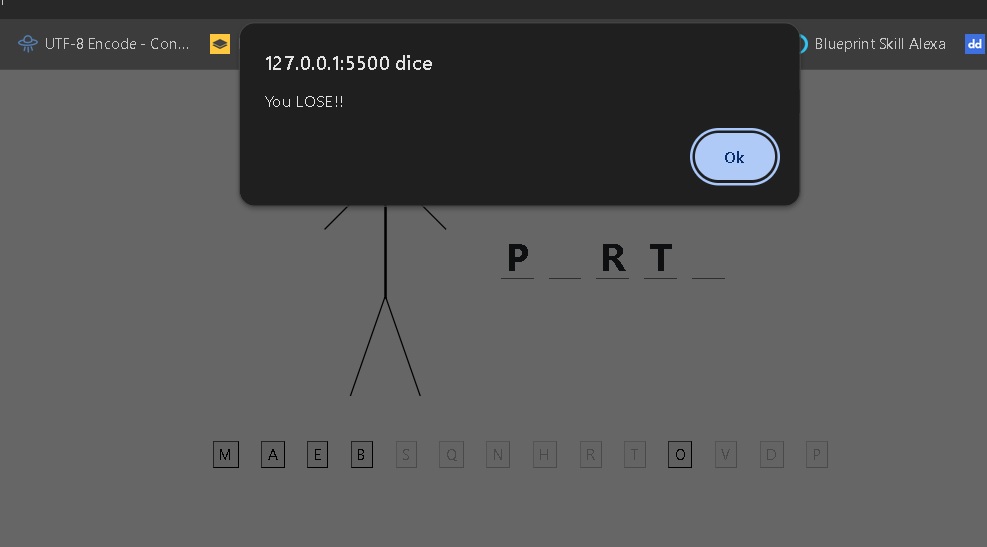 UTF-8 Encode - Con...
Blueprint Skill Alexa
dd
127.0.0.1:5500 dice
You LOSE!!
Ok
P _ R T _
M A E B S Q N H R T O V D P